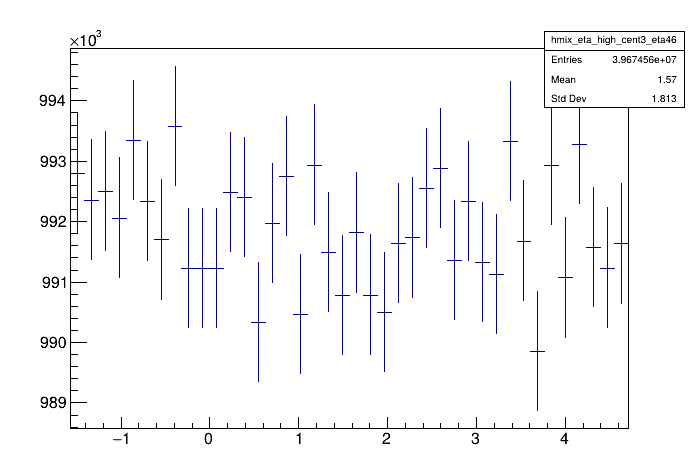 ×10³
hmix_eta_high_cent3_eta46
Entries 3.967456e+07
Mean 1.57
Std Dev 1.813
994
993
992
991
990
989
−1 0 1 2 3 4